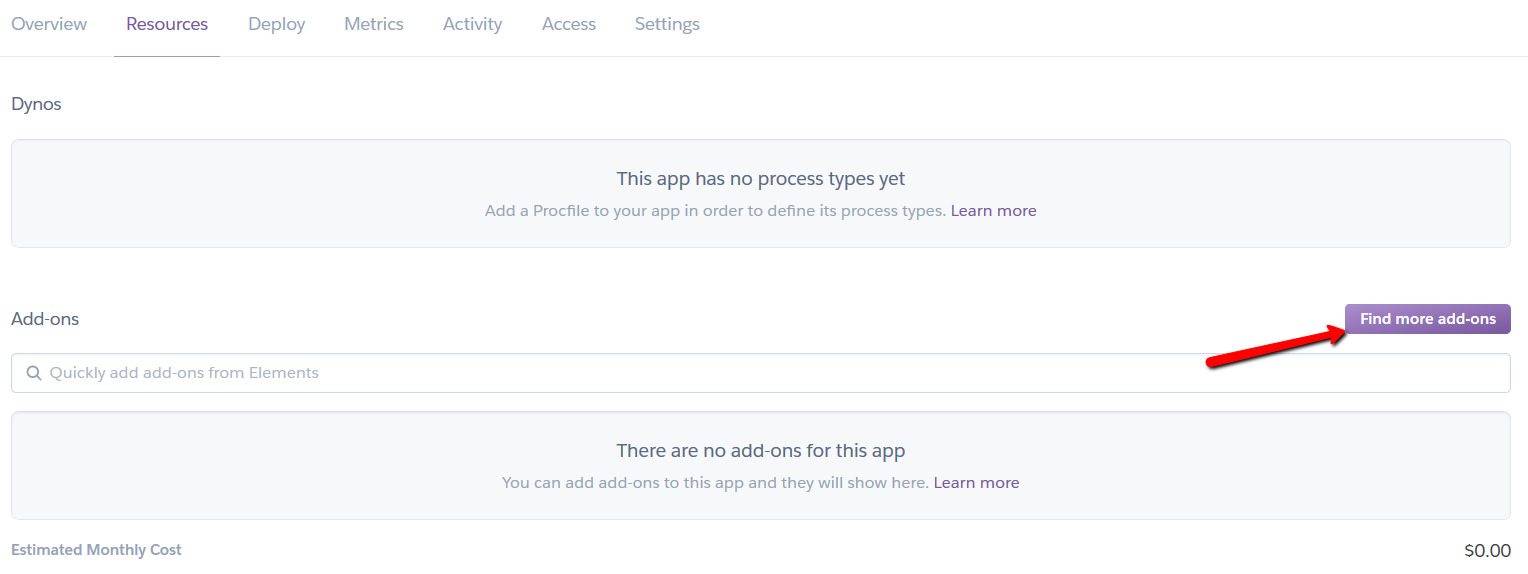 Overview Resources Deploy Metrics Activity Access Settings
Dynos
This app has no process types yet
Add a Procfile to your app in order to define its process types. Learn more
Add-ons Find more add-ons
Quickly add add-ons from Elements
There are no add-ons for this app
You can add add-ons to this app and they will show here. Learn more
Estimated Monthly Cost $0.00